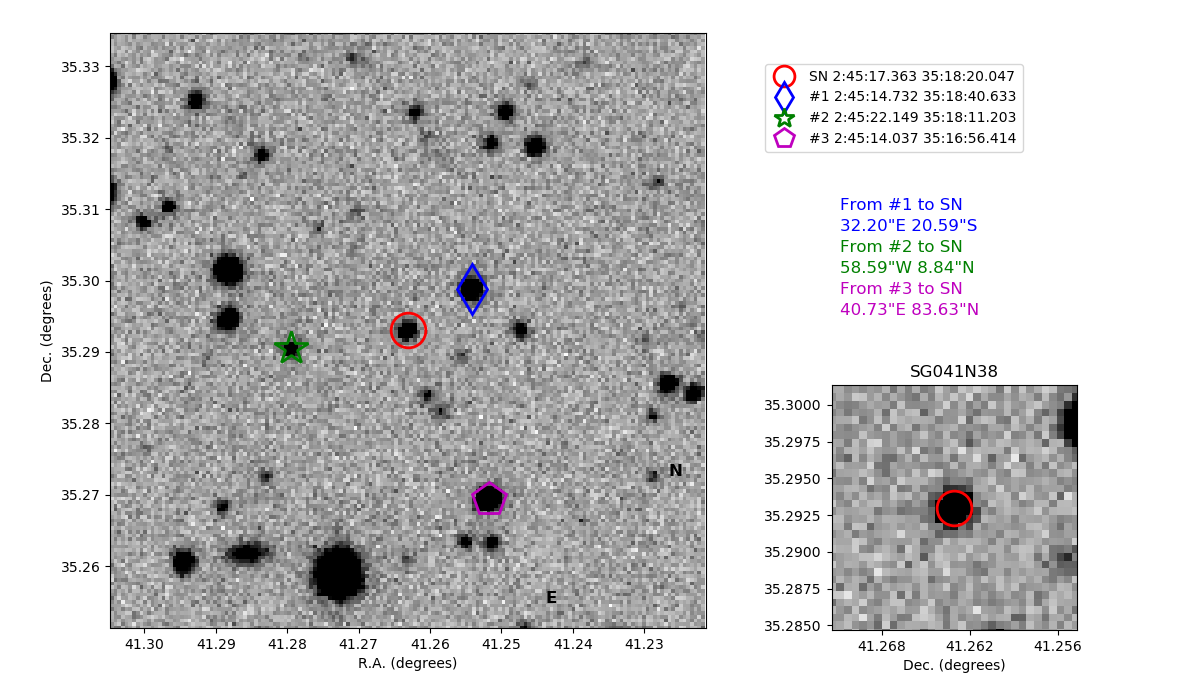 35.33
35.32
35.31
35.30
35.29
35.28
35.27
35.26
Dec. (degrees)
41.30 41.29 41.28 41.27 41.26 41.25 41.24 41.23
R.A. (degrees)
N
E
SN 2:45:17.363 35:18:20.047
#1 2:45:14.732 35:18:40.633
#2 2:45:22.149 35:18:11.203
#3 2:45:14.037 35:16:56.414
From #1 to SN
32.20"E 20.59"S
From #2 to SN
58.59"W 8.84"N
From #3 to SN
40.73"E 83.63"N
SG041N38
35.3000
35.2975
35.2950
35.2925
35.2900
35.2875
35.2850
41.268 41.262 41.256
Dec. (degrees)